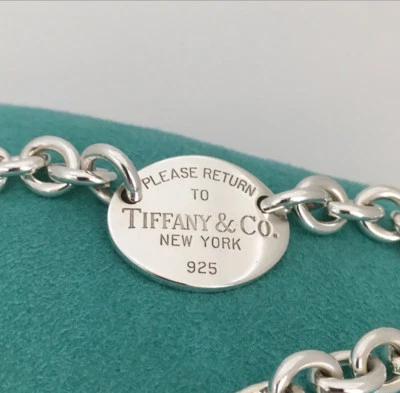 PLEASE RETURN
TO
TIFFANY & CO.
NEW YORK
925